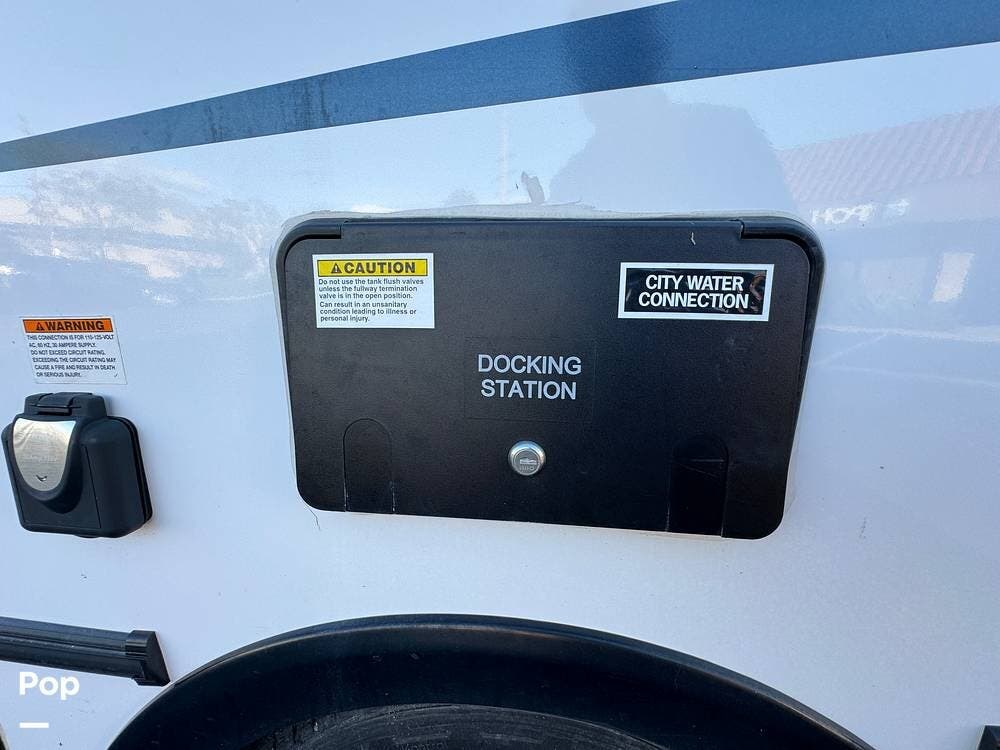 CAUTION
Do not use the tank flush valves
unless the fullway termination
valve is in the open position.
Can result in an unsanitary
condition leading to illness or
personal injury.
CITY WATER
CONNECTION
WARNING
THIS CONNECTION IS FOR 110-125-VOLT
AC, 60 HZ, 30 AMPERE SUPPLY.
DO NOT EXCEED CIRCUIT RATING.
EXCEEDING THE CIRCUIT RATING MAY
CAUSE A FIRE AND RESULT IN DEATH
OR SERIOUS INJURY.
DOCKING
STATION
Pop